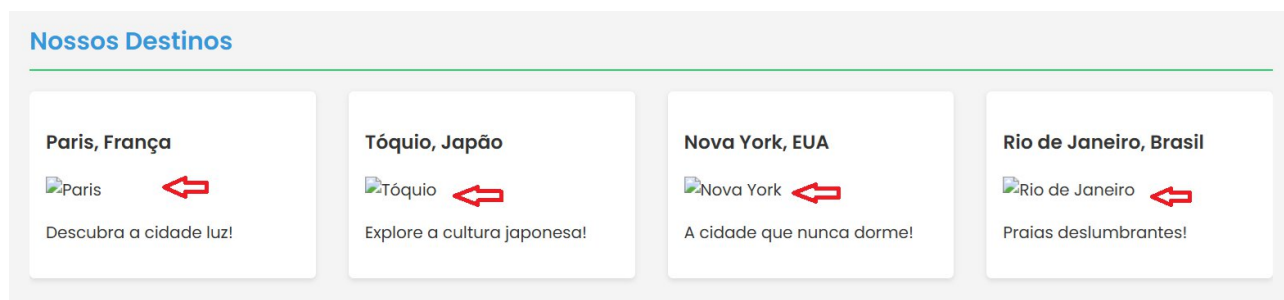 Nossos Destinos
Paris, França
Paris
Descubra a cidade luz!
Tóquio, Japão
Tóquio
Explore a cultura japonesa!
Nova York, EUA
Nova York
A cidade que nunca dorme!
Rio de Janeiro, Brasil
Rio de Janeiro
Praias deslumbrantes!